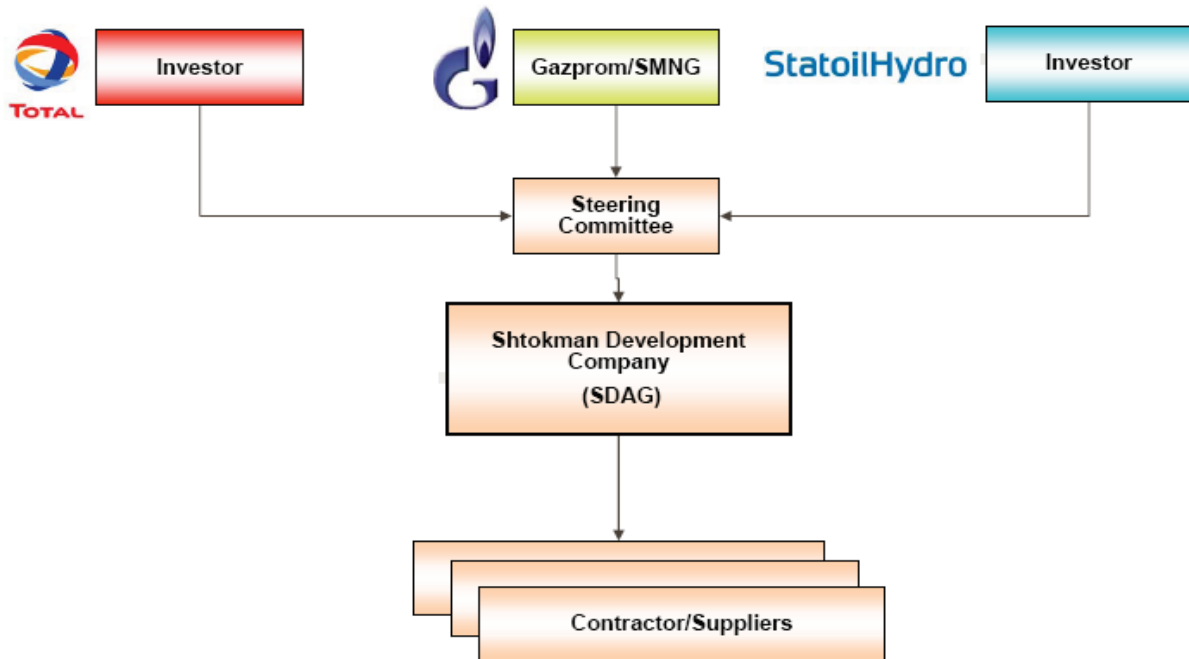 Investor
Gazprom/SMNG
StatoilHydro
Investor
TOTAL
Steering
Committee
Shtokman Development
Company
(SDAG)
Contractor/Suppliers